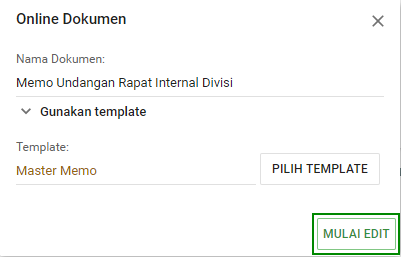 Online Dokumen
Nama Dokumen:
Memo Undangan Rapat Internal Divisi
Gunakan template
Template:
Master Memo
PILIH TEMPLATE
MULAI EDIT